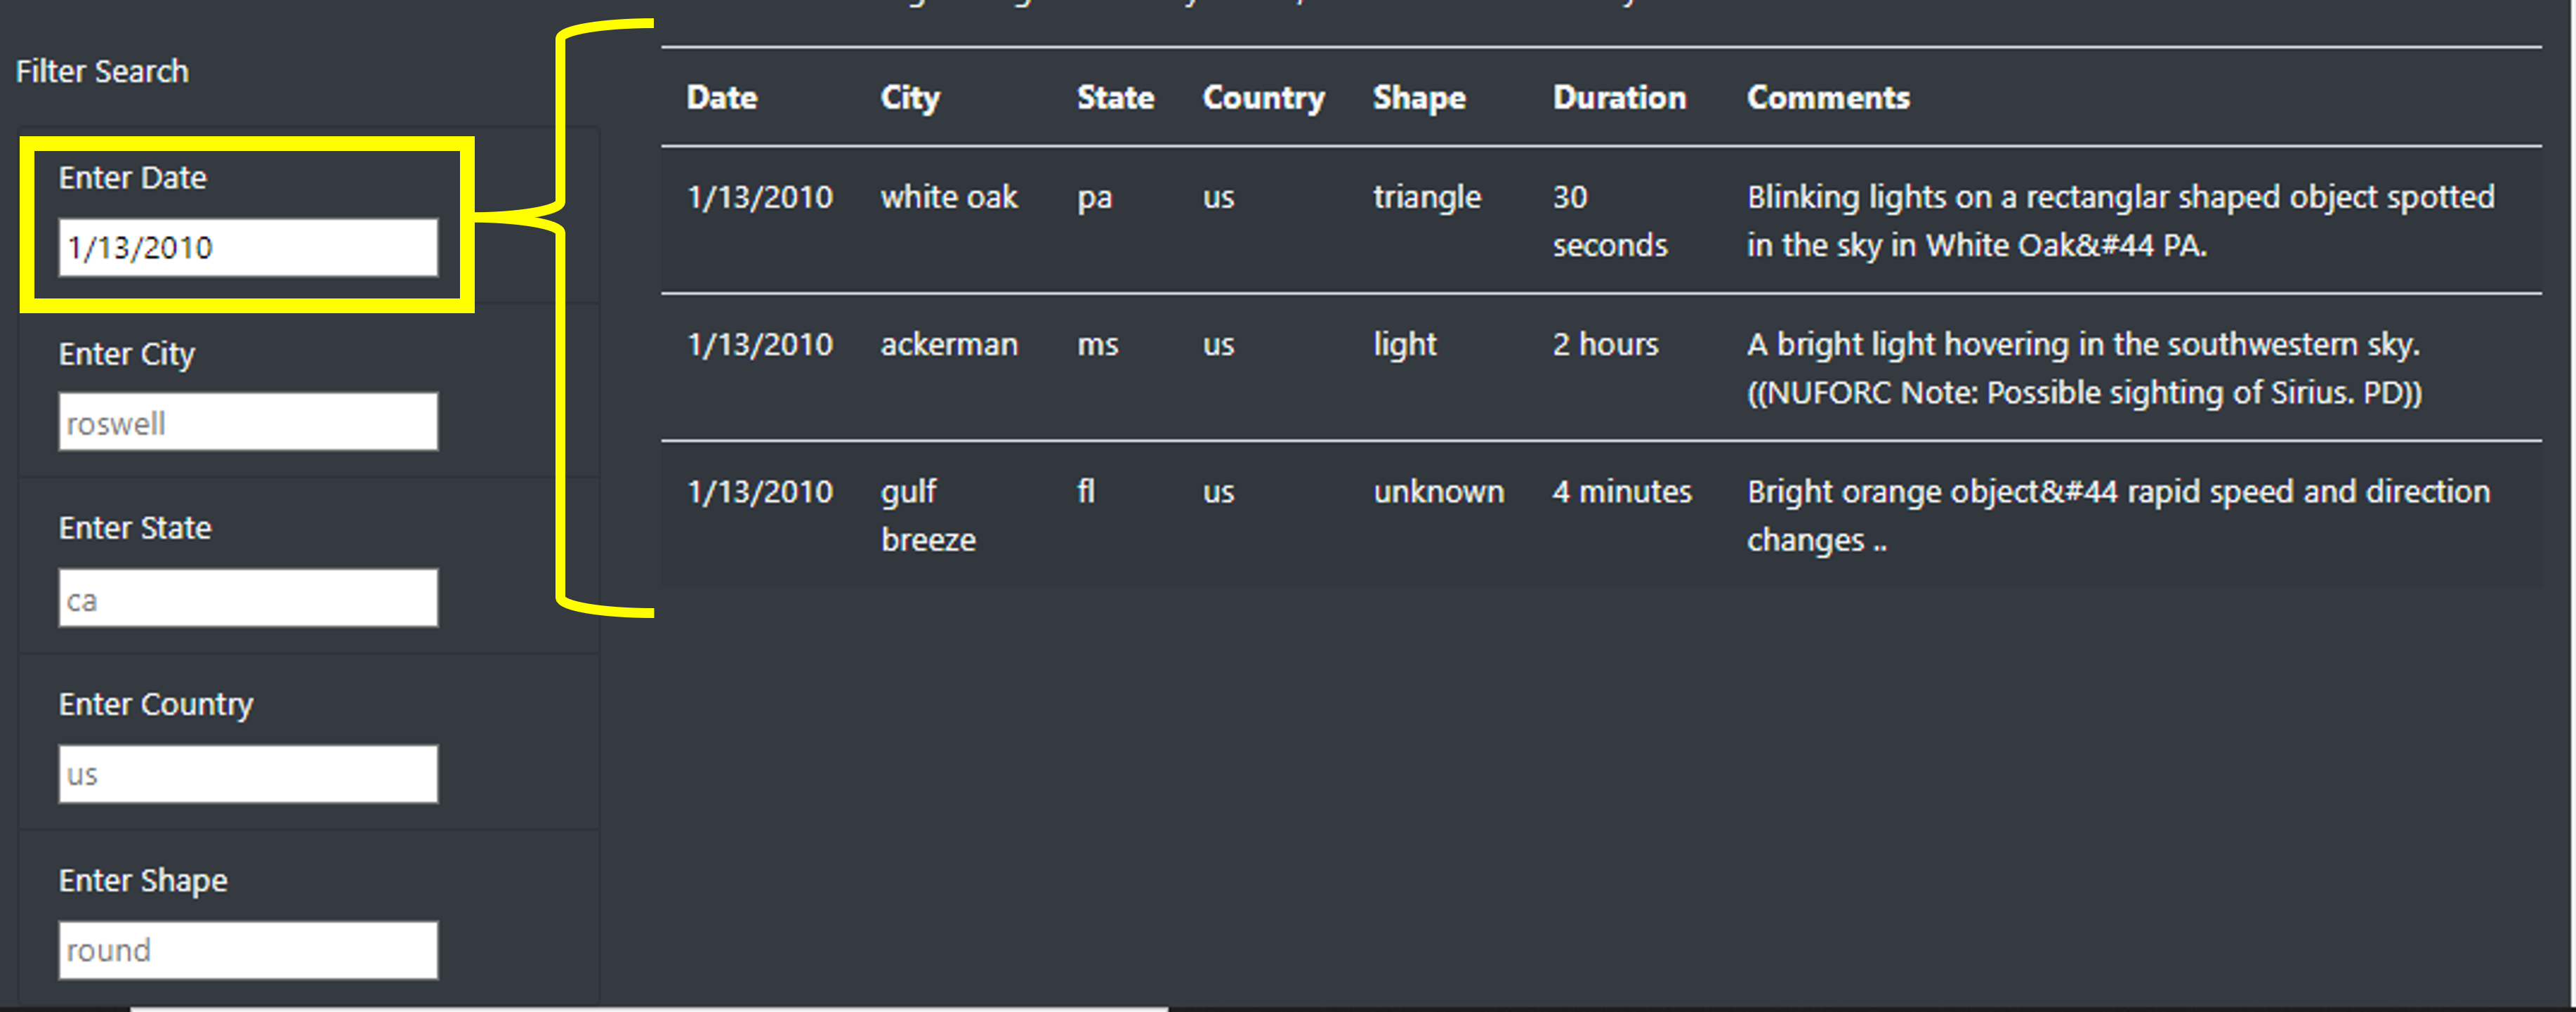 Filter Search
Enter Date
1/13/2010
Enter City
roswell
Enter State
ca
Enter Country
us
Enter Shape
round
Date City State Country Shape Duration Comments
1/13/2010 white oak pa us triangle 30 Blinking lights on a rectanglar shaped object spotted
seconds in the sky in White Oak&#44 PA.
1/13/2010 ackerman ms us light 2 hours A bright light hovering in the southwestern sky.
((NUFORC Note: Possible sighting of Sirius. PD))
1/13/2010 gulf fl us unknown 4 minutes Bright orange object&#44 rapid speed and direction
breeze changes ..